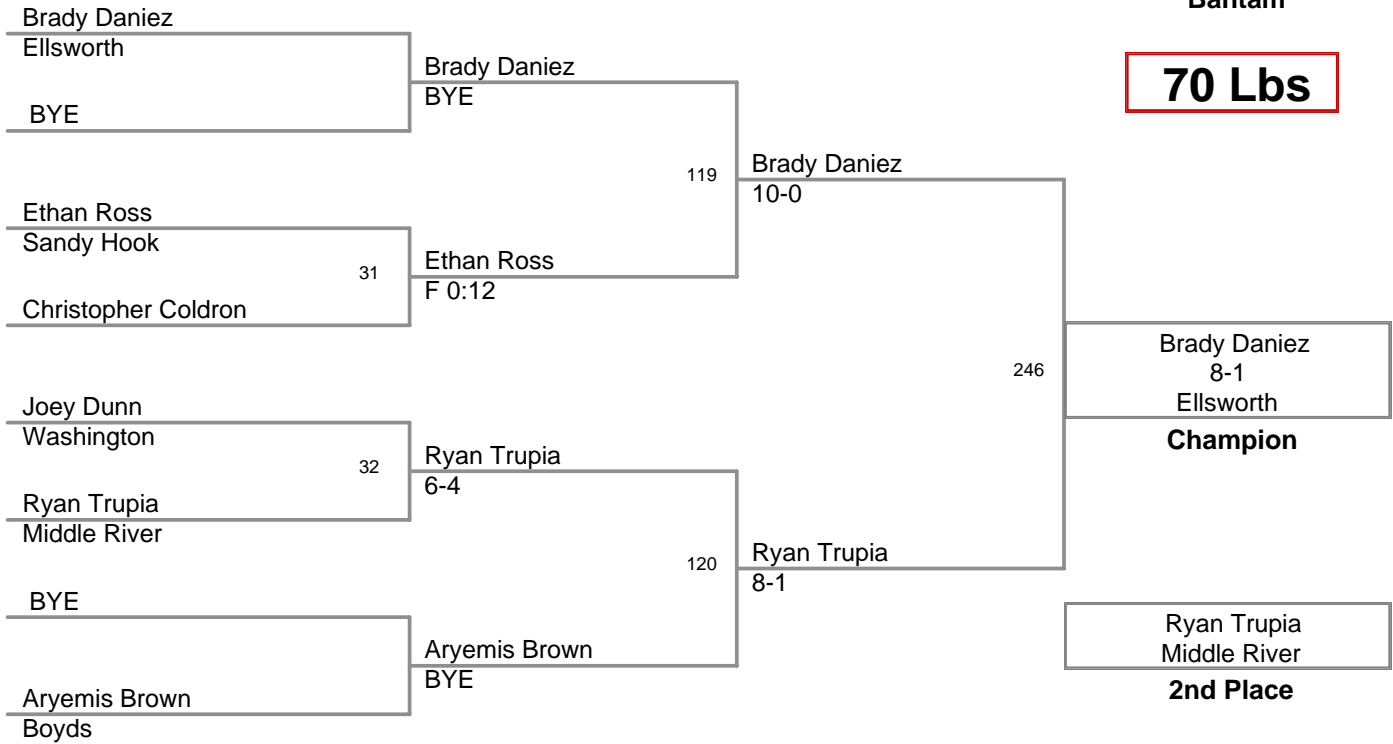 Bantam
70 Lbs
Brady Daniez
Ellsworth
BYE
Ethan Ross
Sandy Hook
31
Christopher Coldron
Joey Dunn
Washington
32
Ryan Trupia
Middle River
BYE
Aryemis Brown
Boyds
Brady Daniez
BYE
119
Ethan Ross
F 0:12
Ryan Trupia
6-4
120
Aryemis Brown
BYE
Brady Daniez
10-0
246
Ryan Trupia
8-1
Brady Daniez
8-1
Ellsworth
Champion
Ryan Trupia
Middle River
2nd Place